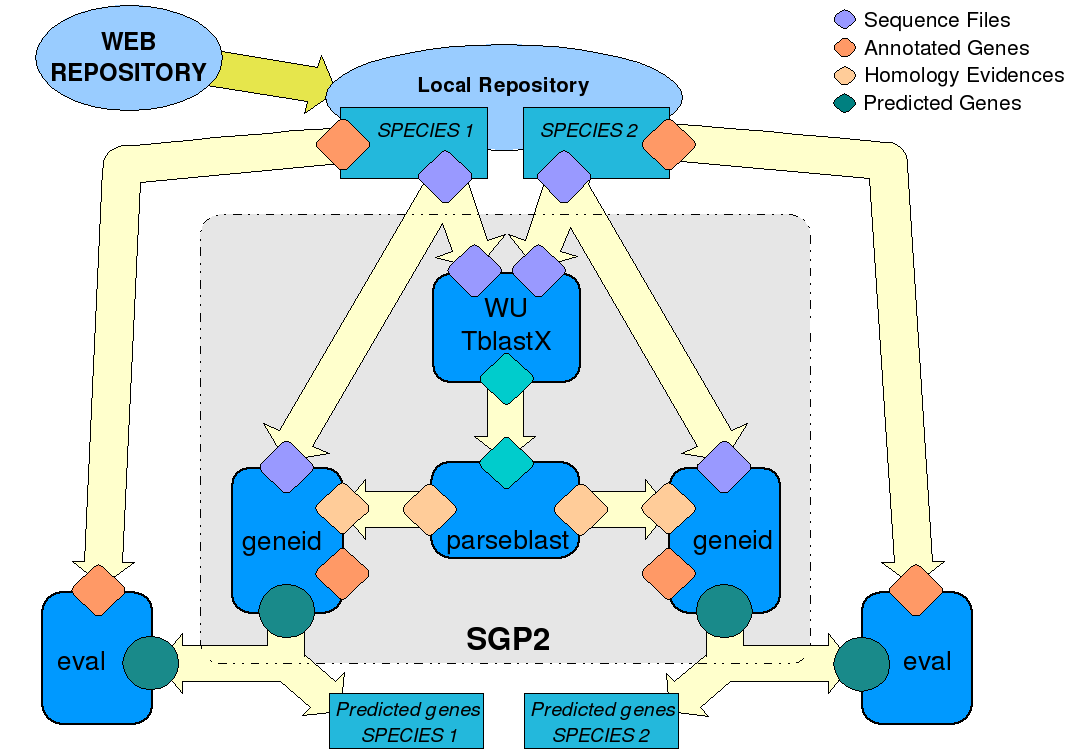 WEB
REPOSITORY
Local Repository
SPECIES 1
SPECIES 2
Sequence Files
Annotated Genes
Homology Evidences
Predicted Genes
WU
TblastX
geneid
parseblast
geneid
SGP2
eval
eval
Predicted genes
SPECIES 1
Predicted genes
SPECIES 2